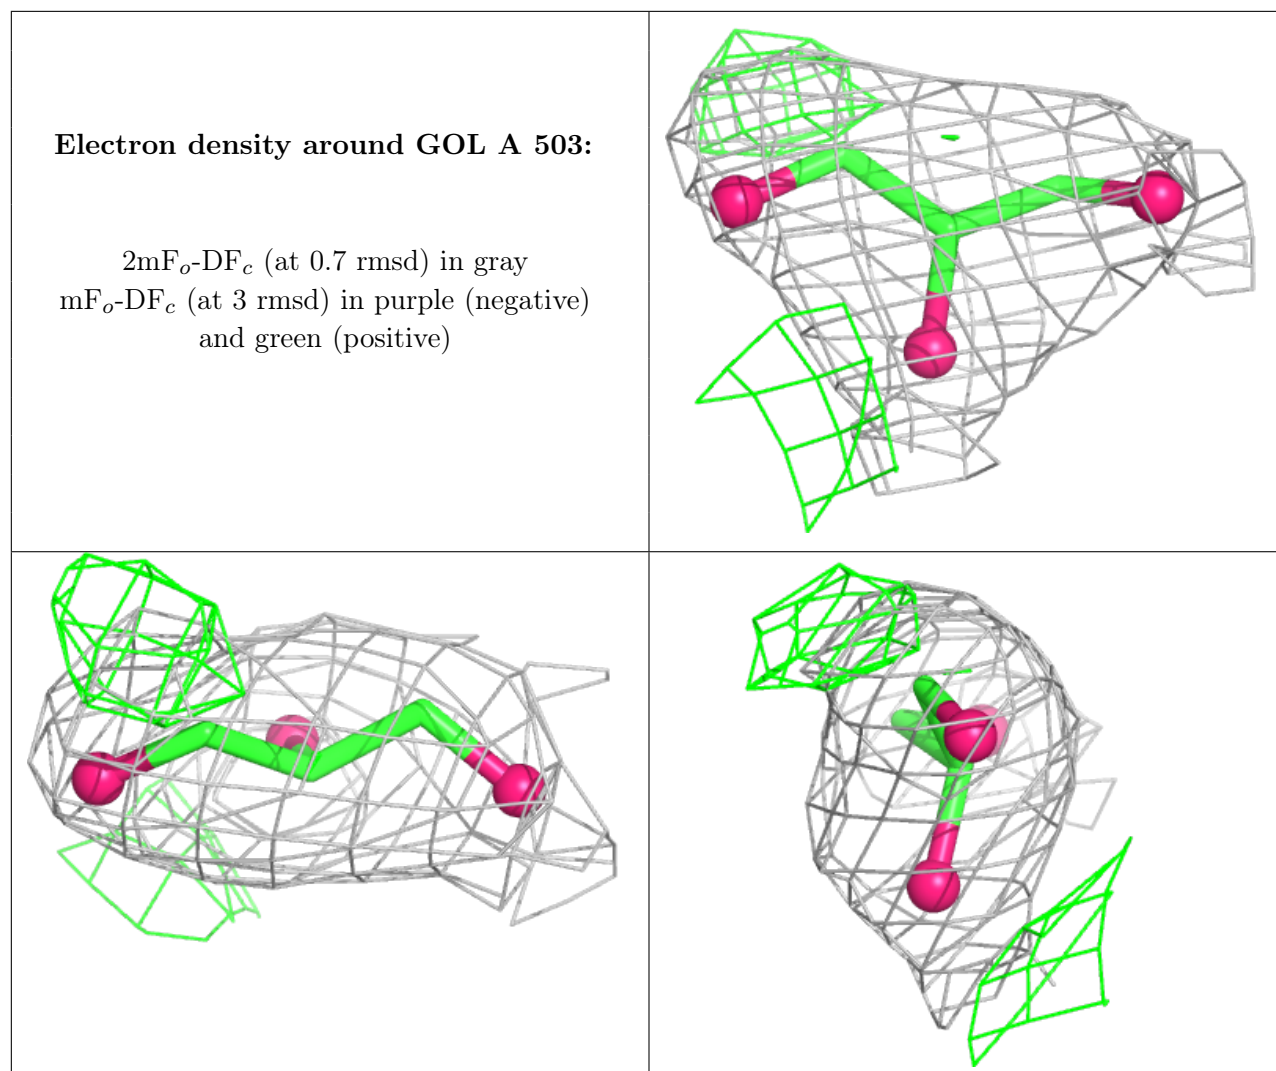 Electron density around GOL A 503:
2mFo-DFc (at 0.7 rmsd) in gray
mFo-DFc (at 3 rmsd) in purple (negative)
and green (positive)